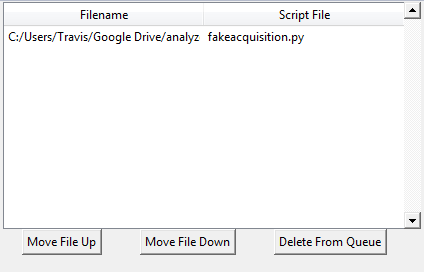 Filename Script File
C:/Users/Travis/Google Drive/analyz fakeacquisition.py
Move File Up Move File Down Delete From Queue